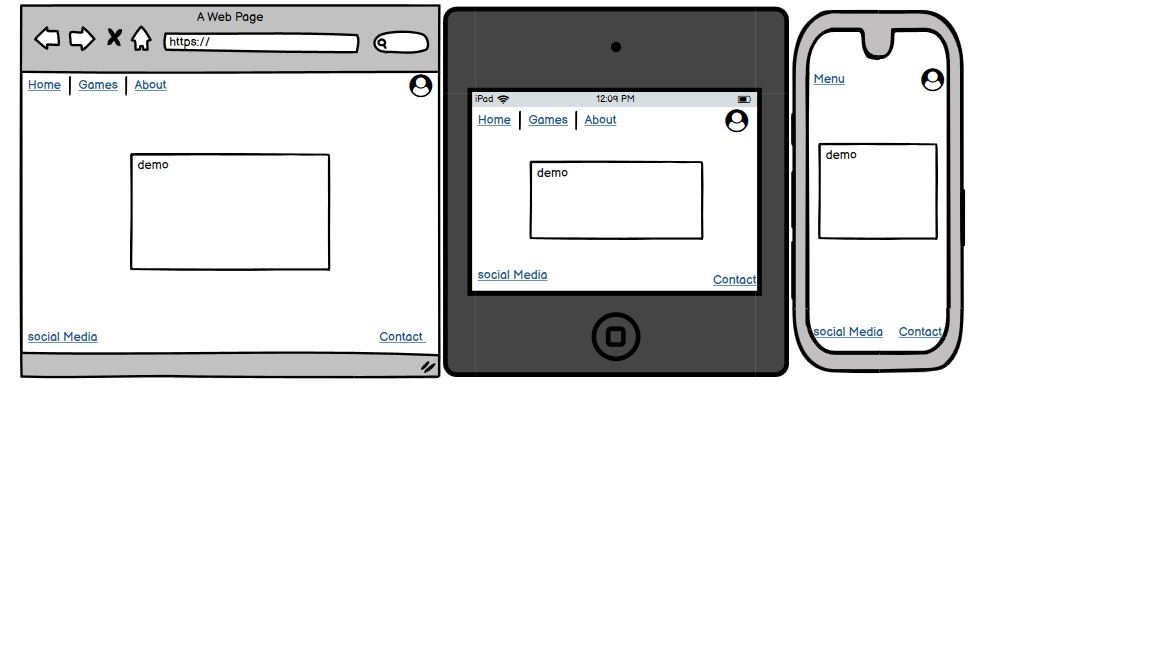 A Web Page
https://
Home Games About
demo
social Media Contact
iPad 12:09 PM
Home Games About
demo
social Media Contact
Menu
demo
social Media Contact